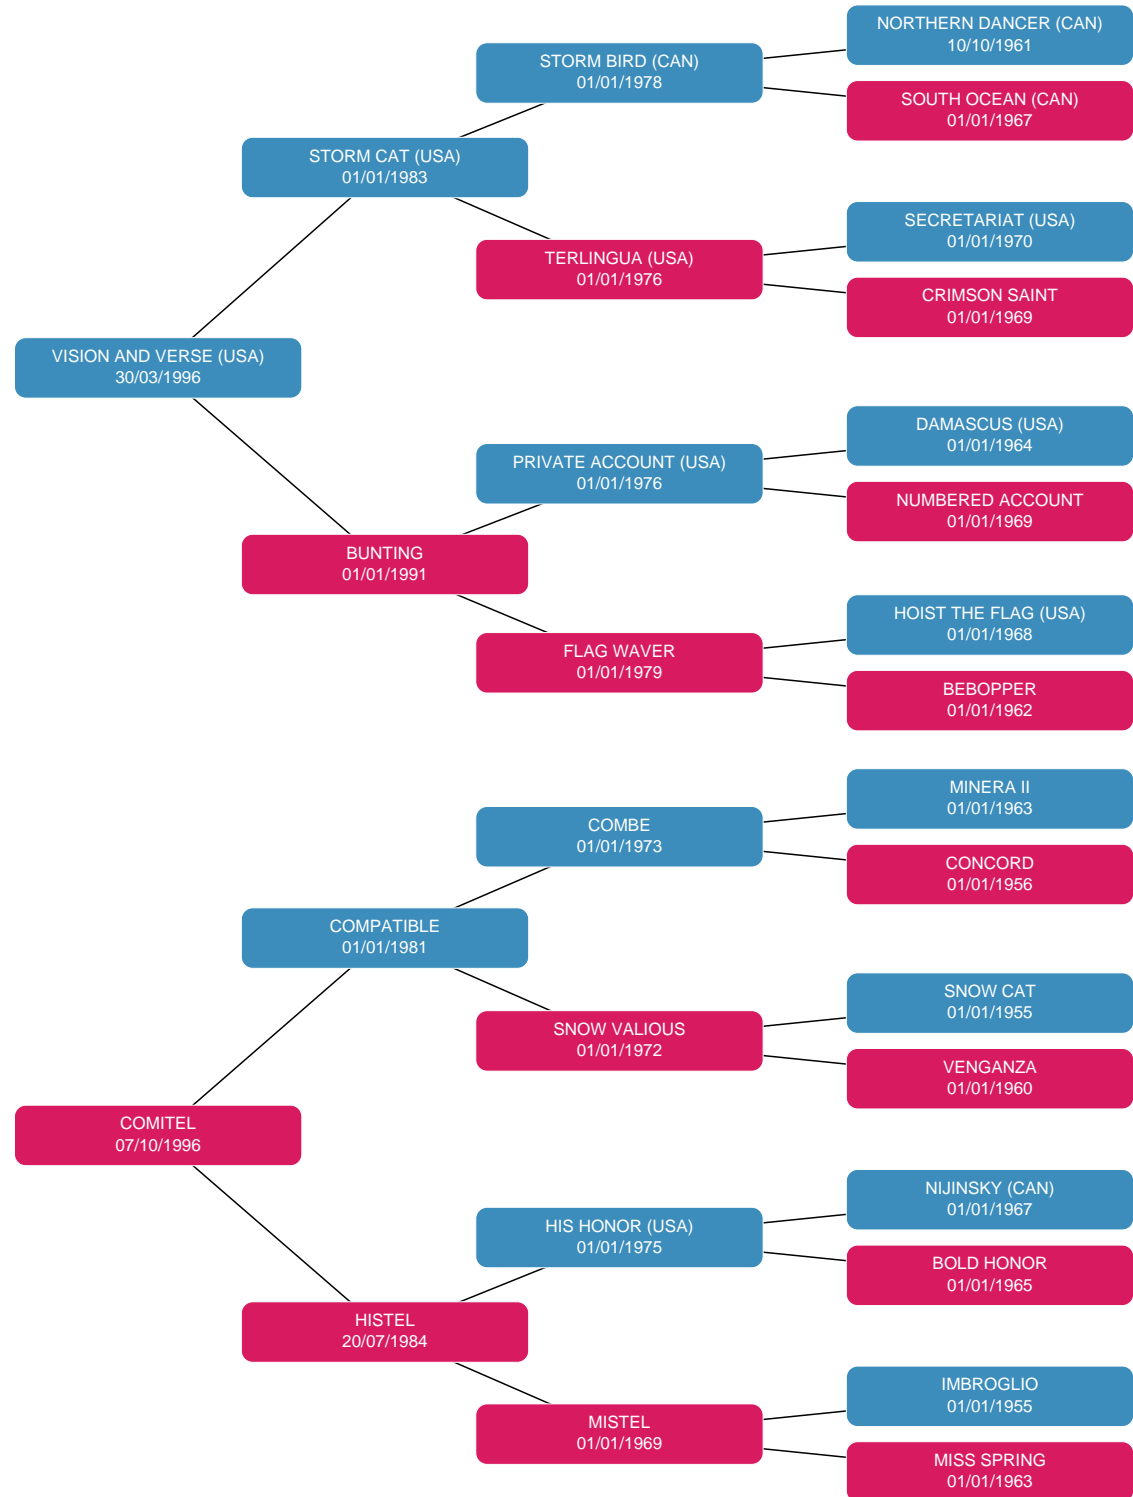 NORTHERN DANCER (CAN)
10/10/1961
STORM BIRD (CAN)
01/01/1978
SOUTH OCEAN (CAN)
01/01/1967
STORM CAT (USA)
01/01/1983
SECRETARIAT (USA)
01/01/1970
TERLINGUA (USA)
01/01/1976
CRIMSON SAINT
01/01/1969
VISION AND VERSE (USA)
30/03/1996
DAMASCUS (USA)
01/01/1964
PRIVATE ACCOUNT (USA)
01/01/1976
NUMBERED ACCOUNT
01/01/1969
BUNTING
01/01/1991
HOIST THE FLAG (USA)
01/01/1968
FLAG WAVER
01/01/1979
BEBOPPER
01/01/1962
MINERA II
01/01/1963
COMBE
01/01/1973
CONCORD
01/01/1956
COMPATIBLE
01/01/1981
SNOW CAT
01/01/1955
SNOW VALIOUS
01/01/1972
VENGANZA
01/01/1960
COMITEL
07/10/1996
NIJINSKY (CAN)
01/01/1967
HIS HONOR (USA)
01/01/1975
BOLD HONOR
01/01/1965
HISTEL
20/07/1984
IMBROGLIO
01/01/1955
MISTEL
01/01/1969
MISS SPRING
01/01/1963